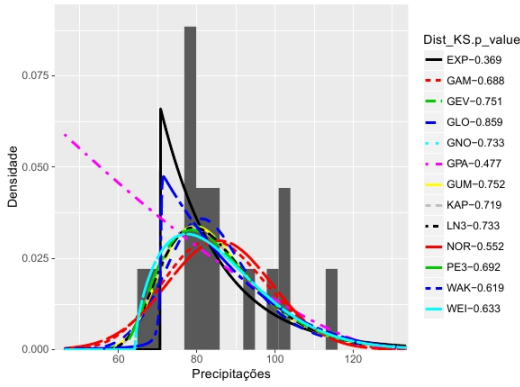 Dist_KS.p_value
EXP−0.369
GAM−0.688
GEV−0.751
GLO−0.859
GNO−0.733
GPA−0.477
GUM−0.752
KAP−0.719
LN3−0.733
NOR−0.552
PE3−0.692
WAK−0.619
WEI−0.633
Densidade
0.075
0.050
0.025
0.000
60 80 100 120
Precipitações